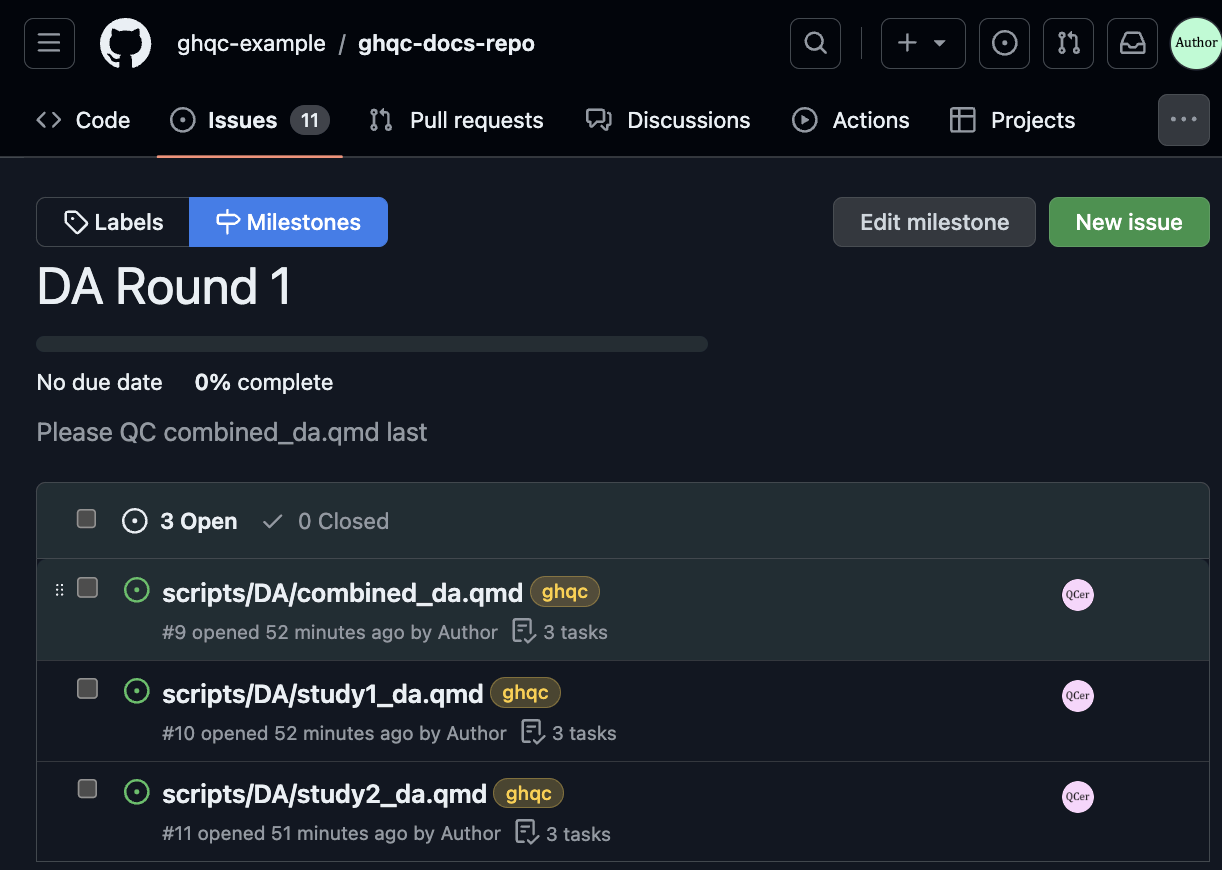 ghqc-example / ghqc-docs-repo
Author
Code Issues 11 Pull requests Discussions Actions Projects
Labels Milestones Edit milestone New issue
DA Round 1
No due date 0% complete
Please QC combined_da.qmd last
3 Open 0 Closed
scripts/DA/combined_da.qmd ghqc
QCer
#9 opened 52 minutes ago by Author 3 tasks
scripts/DA/study1_da.qmd ghqc
QCer
#10 opened 52 minutes ago by Author 3 tasks
scripts/DA/study2_da.qmd ghqc
QCer
#11 opened 51 minutes ago by Author 3 tasks